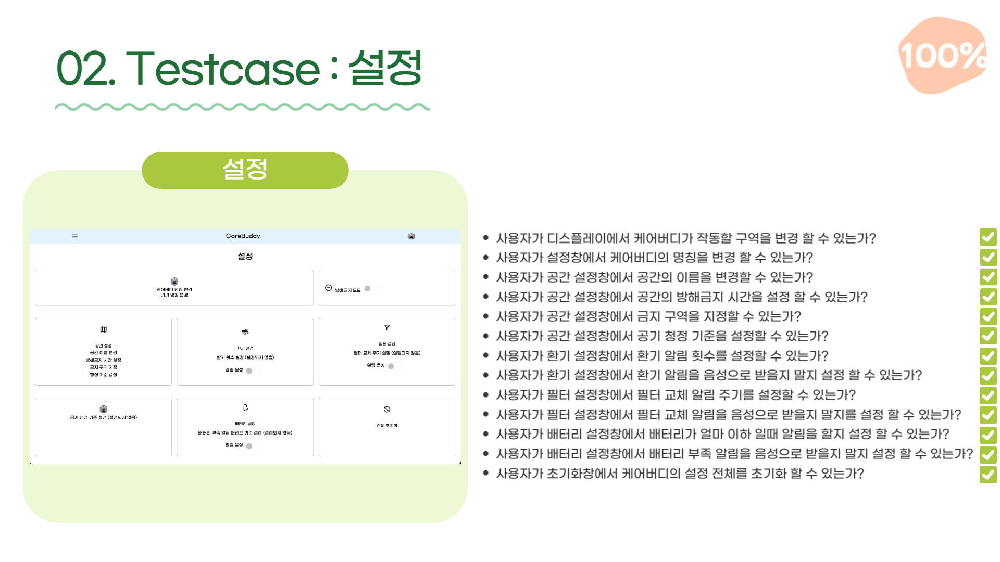 02. Testcase : 설정
100%
설정
CareBuddy
설정
케어버디 명칭 변경
기기 명칭 변경
방해 금지 모드
공간 설정
공간 이름 변경
방해금지 시간 설정
금지 구역 지정
청정 기준 설정
환기 설정
환기 횟수 설정 (설정되지 않음)
알림 음성
필터 설정
필터 교체 주기 설정 (설정되지 않음)
알림 음성
공기 청정 기준 설정 (설정되지 않음)
배터리 설정
배터리 부족 알림 퍼센트 기준 설정 (설정되지 않음)
알림 음성
전체 초기화
사용자가 디스플레이에서 케어버디가 작동할 구역을 변경 할 수 있는가?
사용자가 설정창에서 케어버디의 명칭을 변경 할 수 있는가?
사용자가 공간 설정창에서 공간의 이름을 변경할 수 있는가?
사용자가 공간 설정창에서 공간의 방해금지 시간을 설정 할 수 있는가?
사용자가 공간 설정창에서 금지 구역을 지정할 수 있는가?
사용자가 공간 설정창에서 공기 청정 기준을 설정할 수 있는가?
사용자가 환기 설정창에서 환기 알림 횟수를 설정할 수 있는가?
사용자가 환기 설정창에서 환기 알림을 음성으로 받을지 말지 설정 할 수 있는가?
사용자가 필터 설정창에서 필터 교체 알림 주기를 설정할 수 있는가?
사용자가 필터 설정창에서 필터 교체 알림을 음성으로 받을지 말지를 설정 할 수 있는가?
사용자가 배터리 설정창에서 배터리가 얼마 이하 일때 알림을 할지 설정 할 수 있는가?
사용자가 배터리 설정창에서 배터리 부족 알림을 음성으로 받을지 말지 설정 할 수 있는가?
사용자가 초기화창에서 케어버디의 설정 전체를 초기화 할 수 있는가?